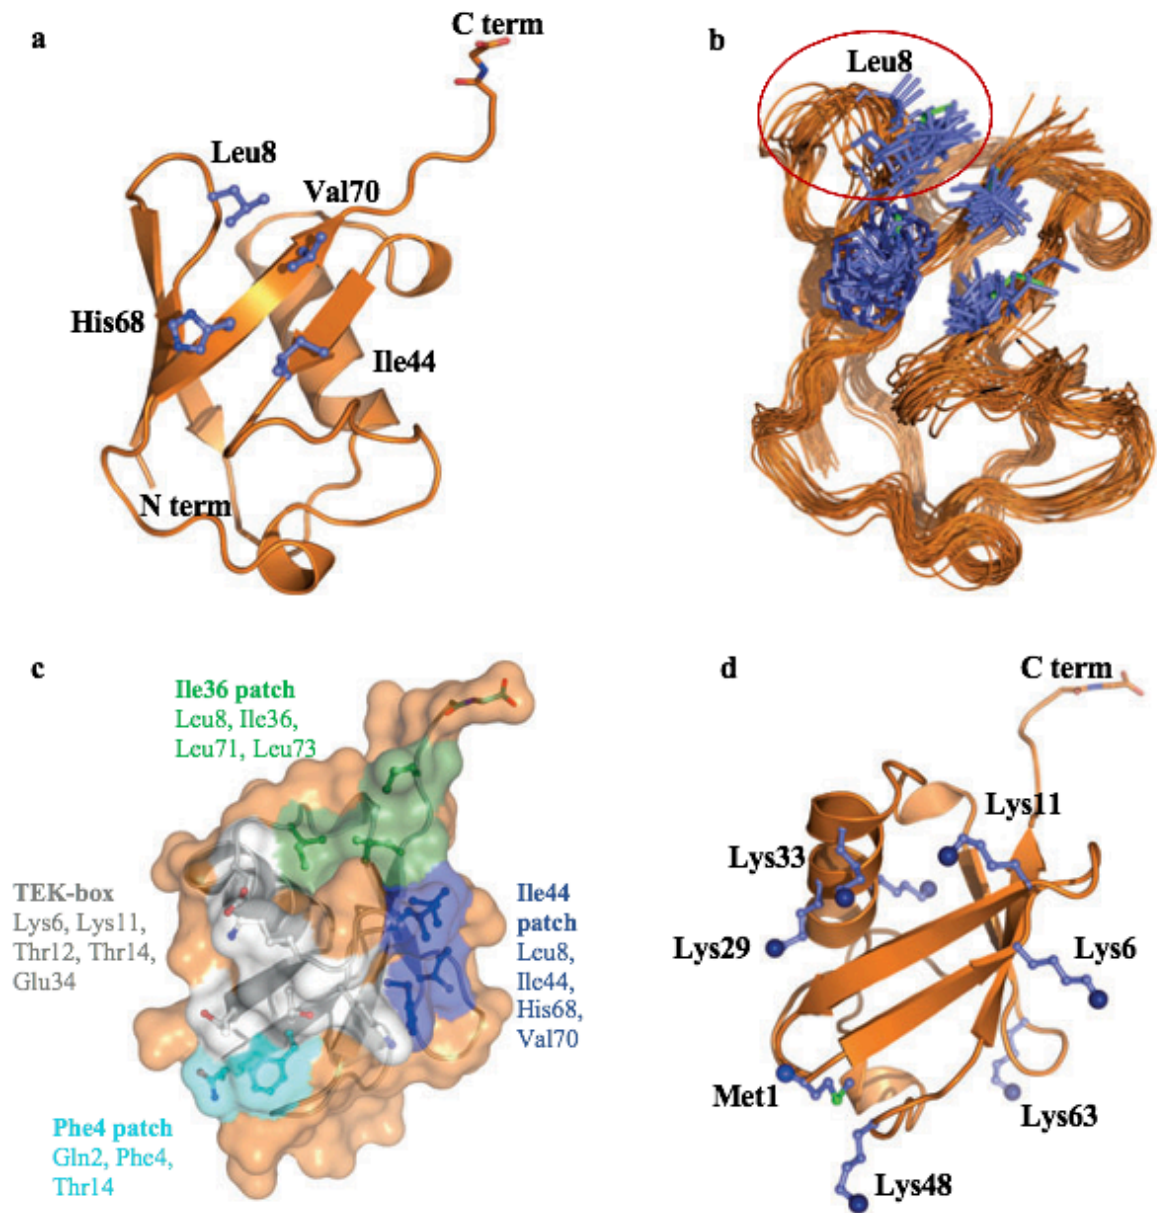 a
C term
Leu8
Val70
His68
Ile44
N term
b
Leu8
c
Ile36 patch
Leu8, Ile36,
Leu71, Leu73
TEK-box
Lys6, Lys11,
Thr12, Thr14,
Glu34
Ile44
patch
Leu8,
Ile44,
His68,
Val70
Phe4 patch
Gln2, Phe4,
Thr14
d
C term
Lys11
Lys33
Lys29
Lys6
Met1
Lys63
Lys48